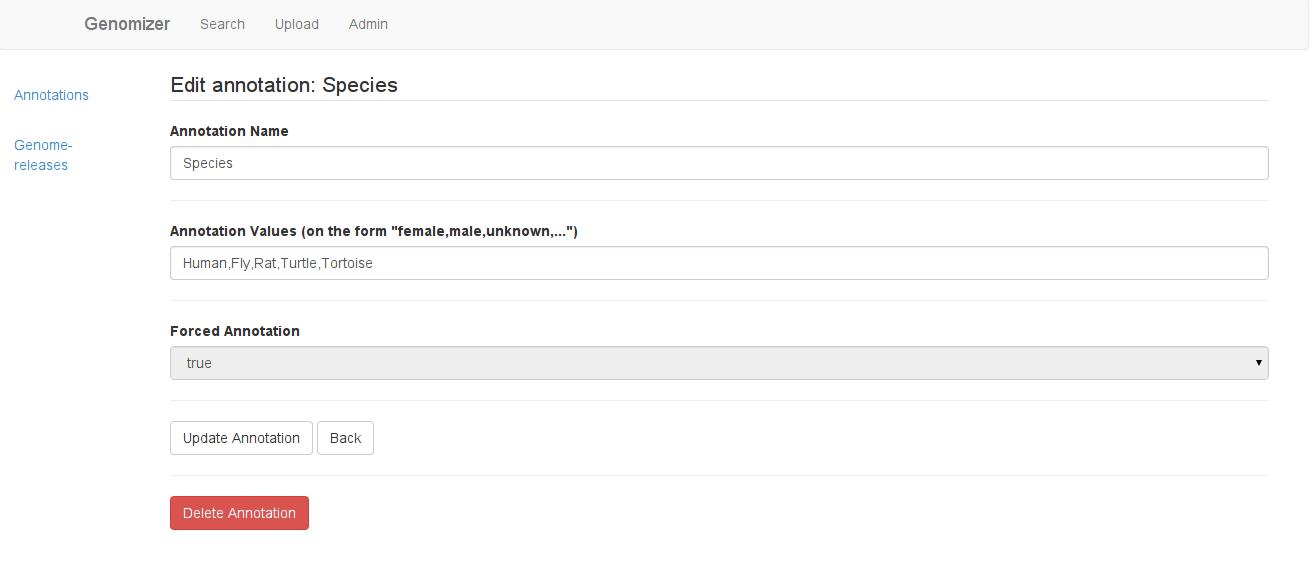 Genomizer Search Upload Admin
Annotations
Genome-
releases
Edit annotation: Species
Annotation Name
Species
Annotation Values (on the form "female,male,unknown,...")
Human,Fly,Rat,Turtle,Tortoise
Forced Annotation
true
Update Annotation Back
Delete Annotation